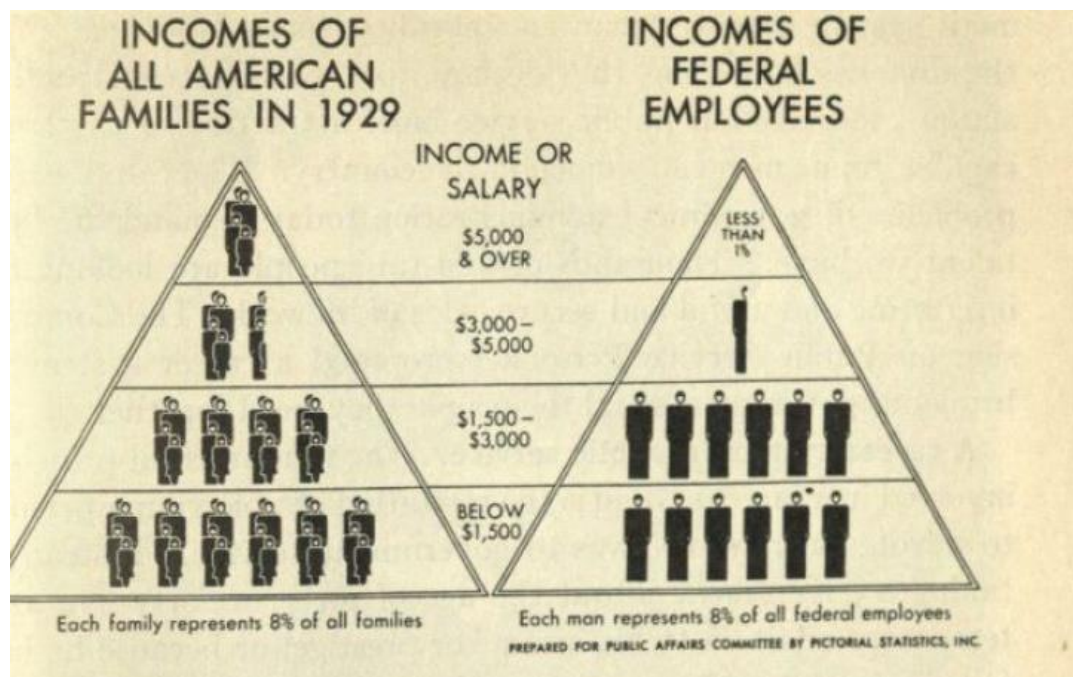 INCOMES OF
ALL AMERICAN
FAMILIES IN 1929
INCOMES OF
FEDERAL
EMPLOYEES
INCOME OR
SALARY
$5,000
& OVER
$3,000–
$5,000
$1,500–
$3,000
BELOW
$1,500
LESS
THAN
1%
Each family represents 8% of all families
Each man represents 8% of all federal employees
PREPARED FOR PUBLIC AFFAIRS COMMITTEE BY PICTORIAL STATISTICS, INC.